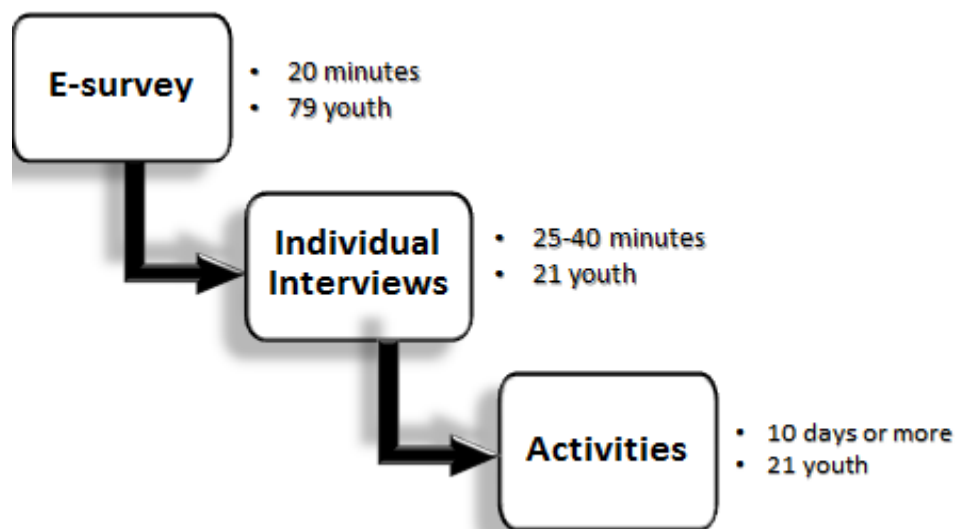 E-survey
• 20 minutes
• 79 youth
Individual
Interviews
• 25-40 minutes
• 21 youth
Activities
• 10 days or more
• 21 youth